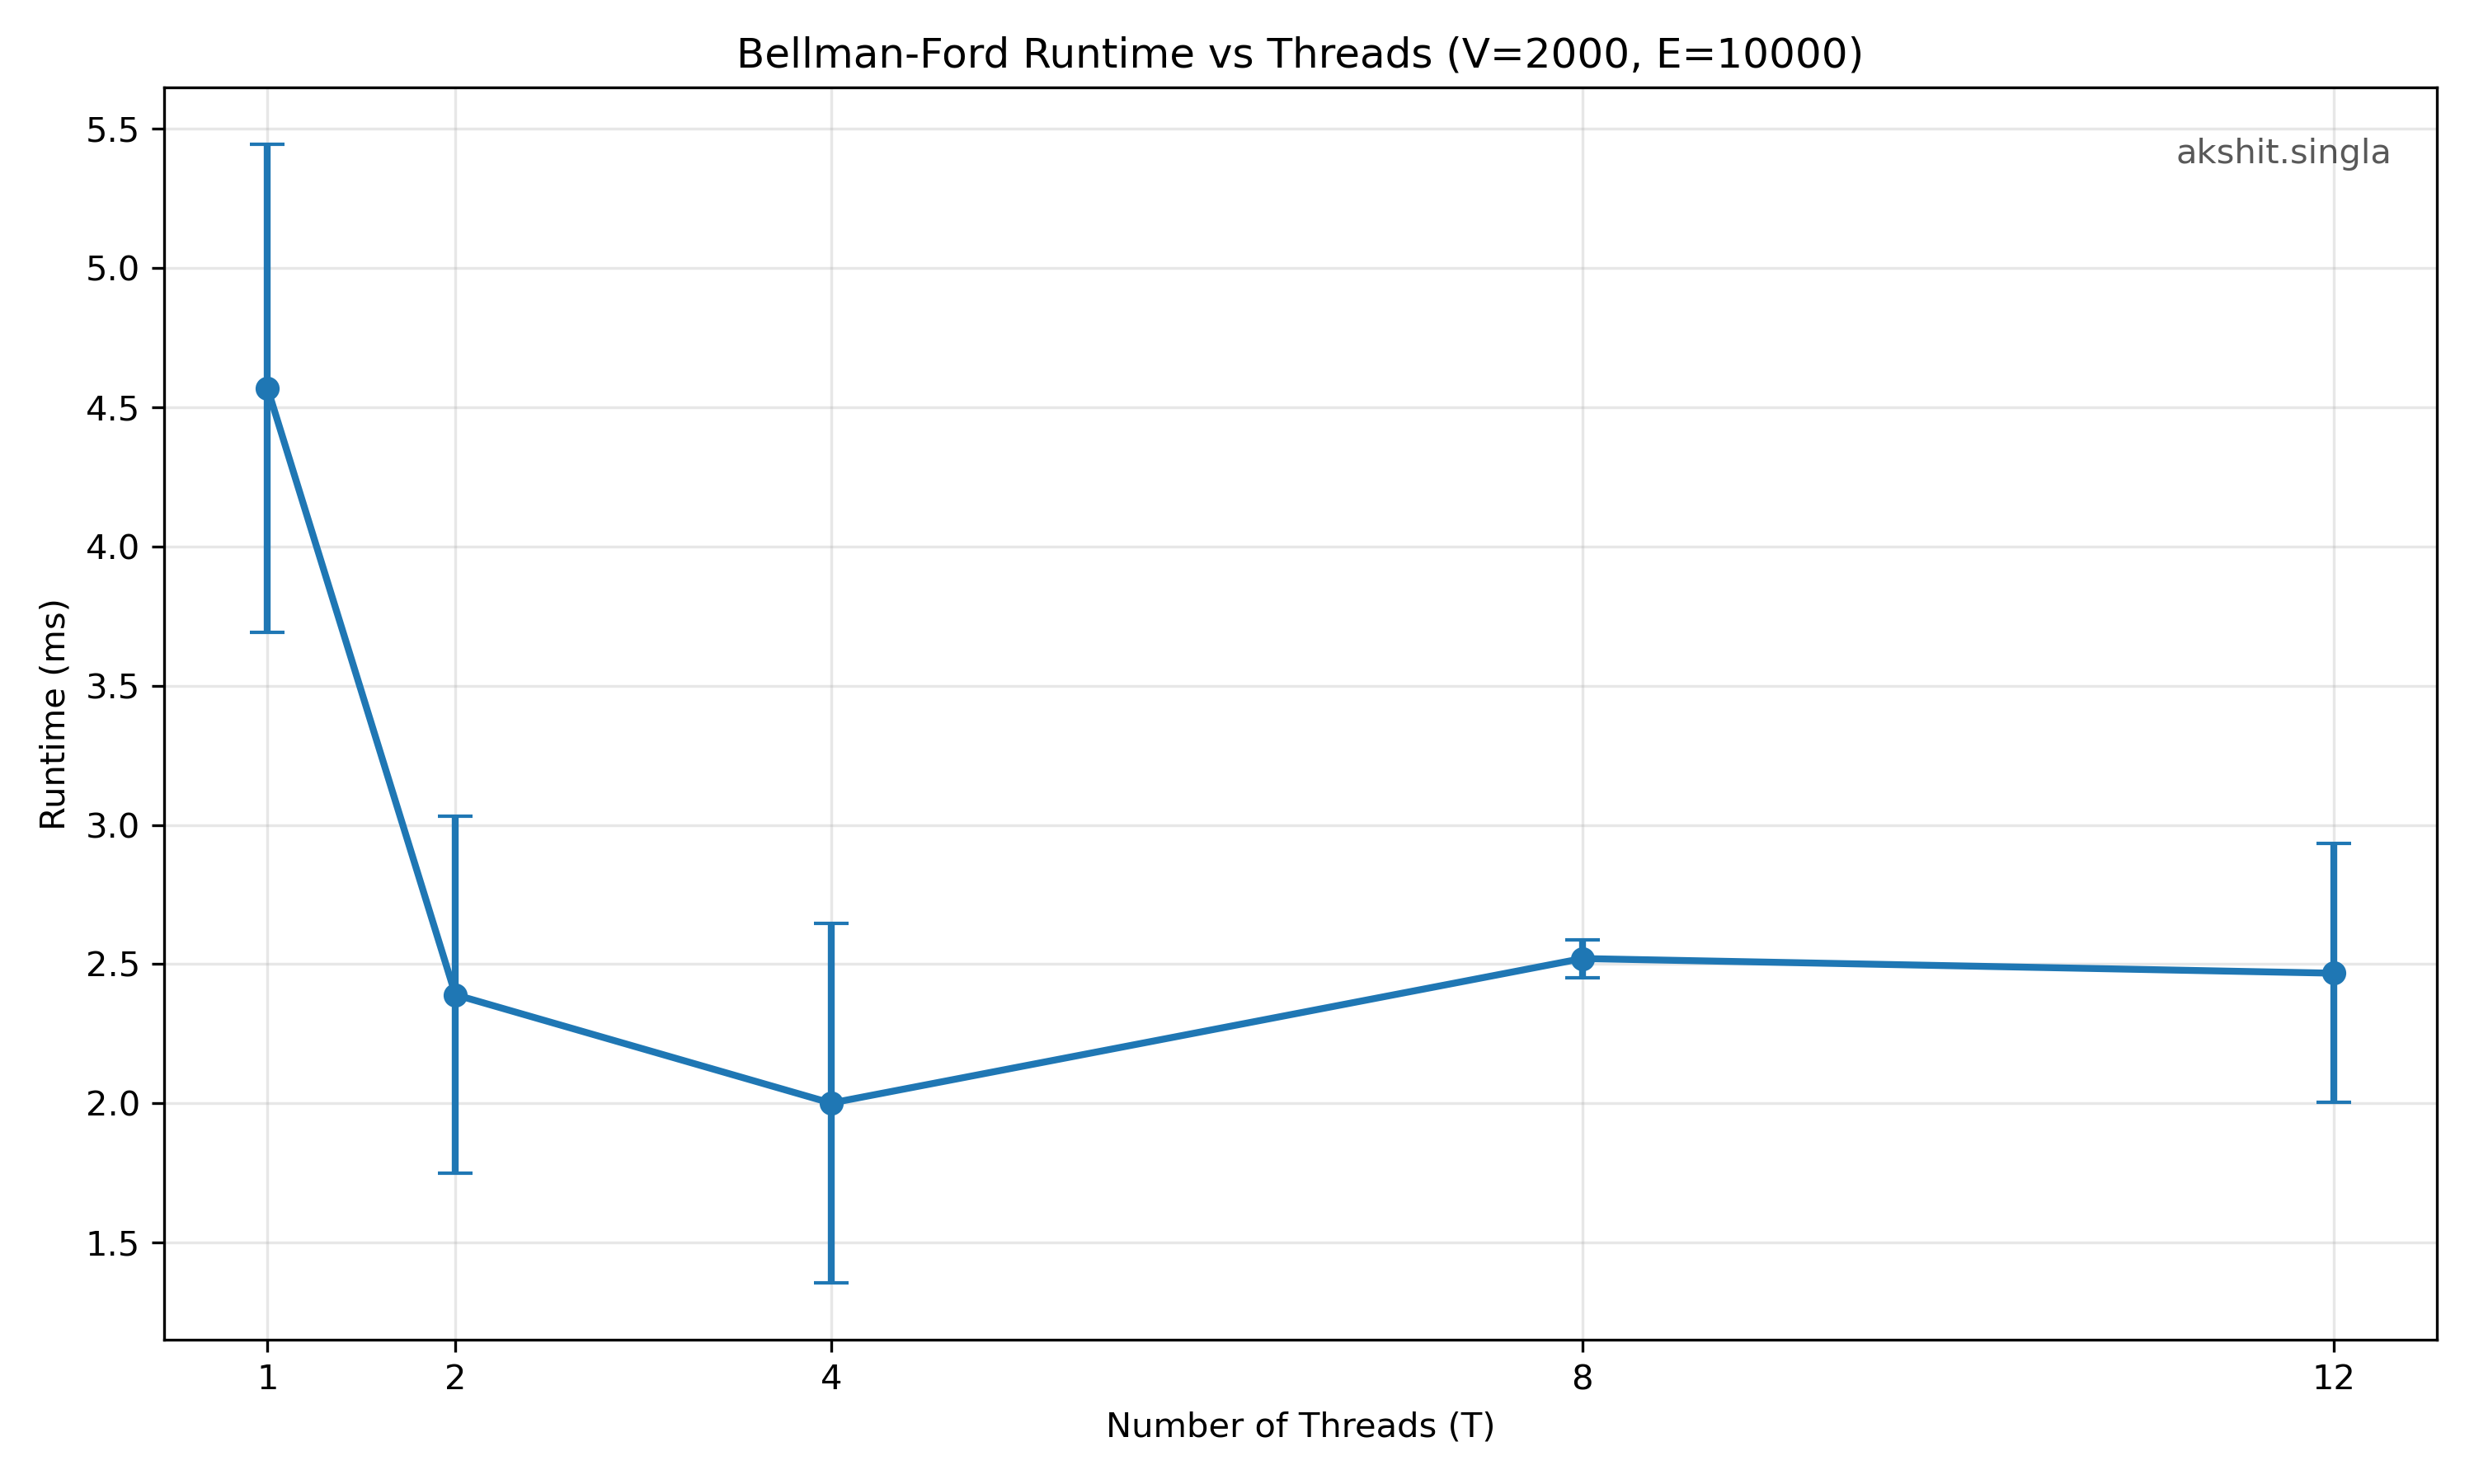 Bellman-Ford Runtime vs Threads (V=2000, E=10000)
akshit.singla
5.5
5.0
4.5
4.0
3.5
3.0
2.5
2.0
1.5
Runtime (ms)
1 2 4 8 12
Number of Threads (T)